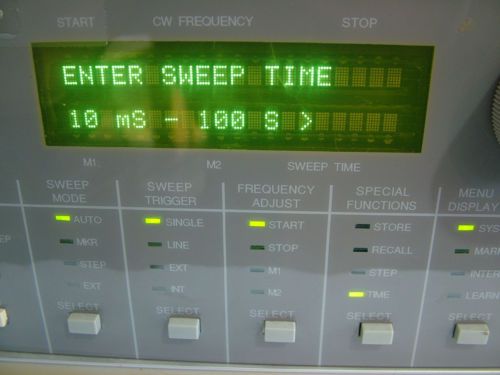 START CW FREQUENCY STOP
ENTER SWEEP TIME
10 mS - 100 S >
M1 M2 SWEEP TIME
SWEEP MODE
AUTO
MKR
STEP
EXT
SELECT
SWEEP TRIGGER
SINGLE
LINE
EXT
INT
SELECT
FREQUENCY ADJUST
START
STOP
M1
M2
SELECT
SPECIAL FUNCTIONS
STORE
RECALL
STEP
TIME
SELECT
MENU
DISPLAY
SYS
MAR
INTER
LEARN
SELECT